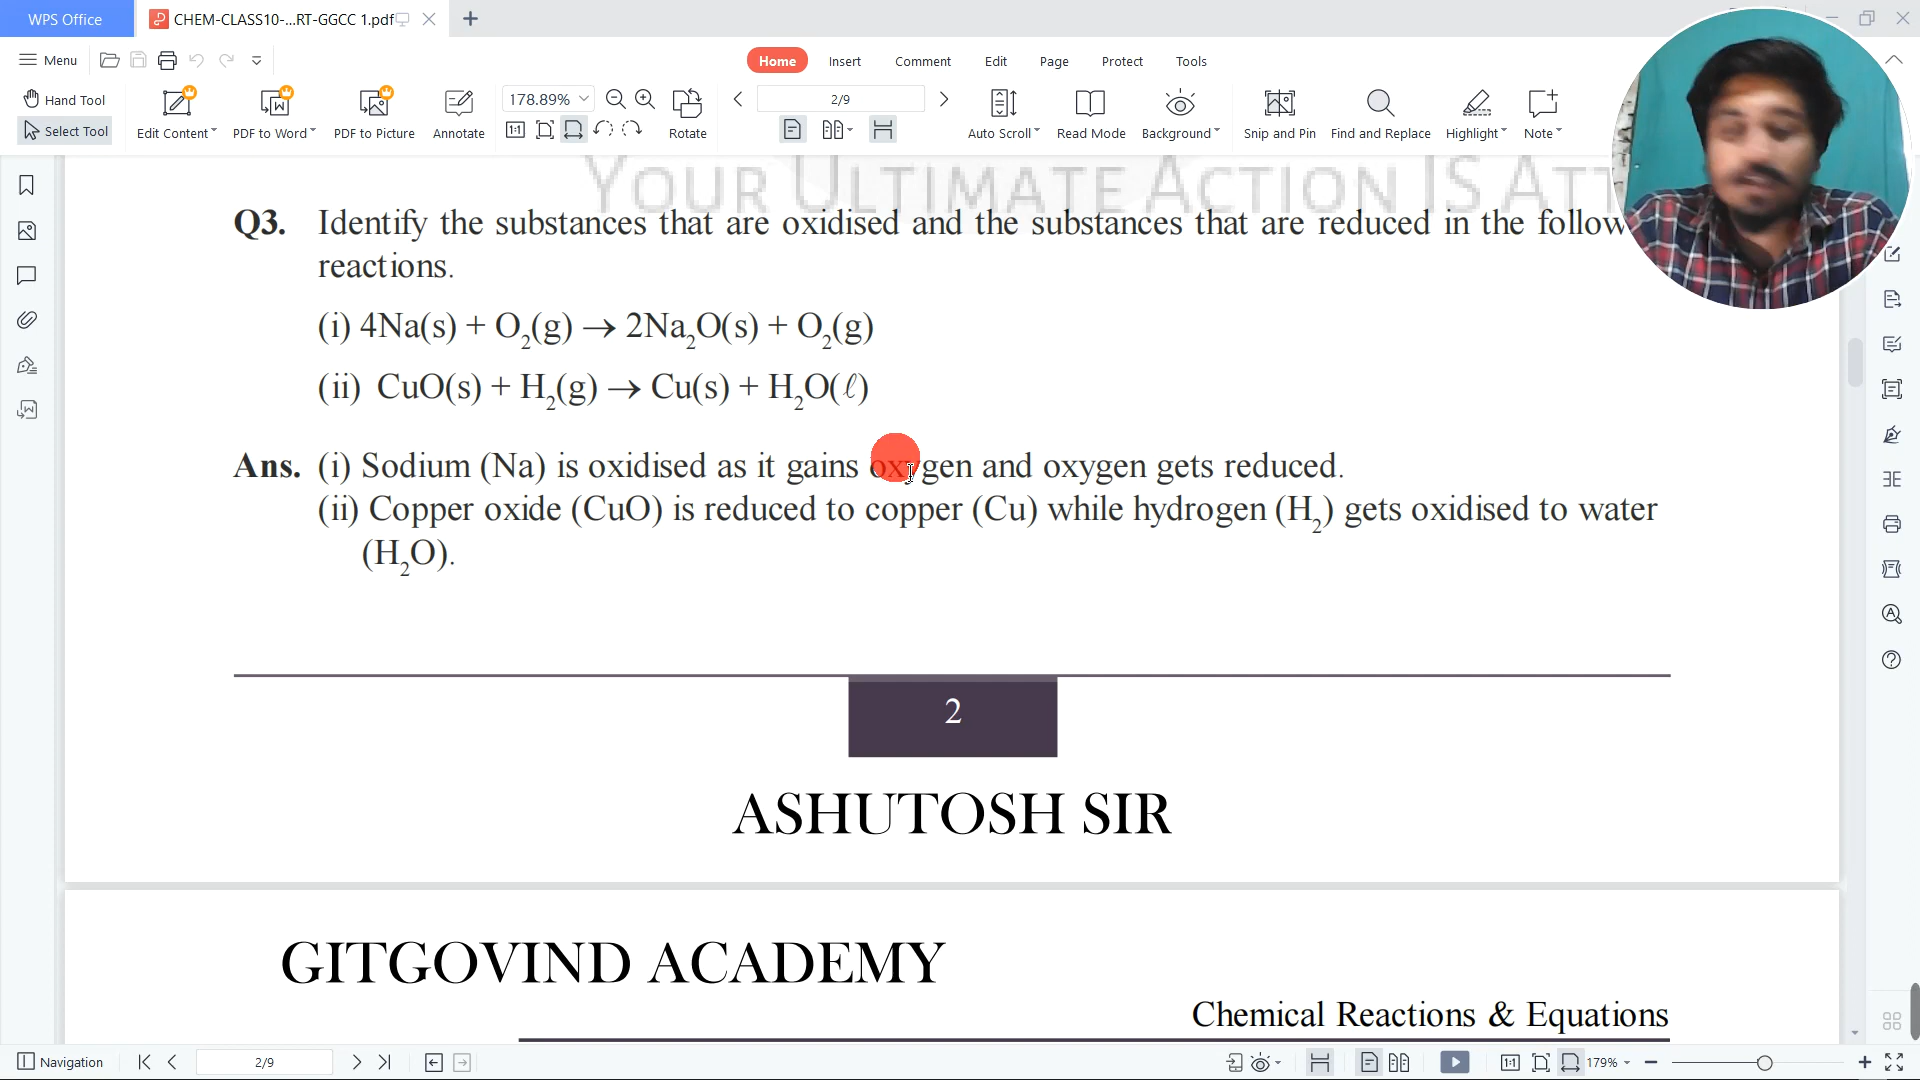 WPS Office
CHEM-CLASS10-...RT-GGCC 1.pdf
Menu
Home Insert Comment Edit Page Protect Tools
Hand Tool
Select Tool
Edit Content PDF to Word PDF to Picture Annotate
178.89%
Rotate
2/9
Auto Scroll Read Mode Background Snip and Pin Find and Replace Highlight Note
YOUR ULTIMATE ACTION IS
Q3. Identify the substances that are oxidised and the substances that are reduced in the follow
reactions.
(i) 4Na(s) + O₂(g) → 2Na₂O(s) + O₂(g)
(ii) CuO(s) + H₂(g) → Cu(s) + H₂O(ℓ)
Ans. (i) Sodium (Na) is oxidised as it gains oxygen and oxygen gets reduced.
(ii) Copper oxide (CuO) is reduced to copper (Cu) while hydrogen (H₂) gets oxidised to water
(H₂O).
2
ASHUTOSH SIR
GITGOVIND ACADEMY
Chemical Reactions & Equations
Navigation
2/9
179%